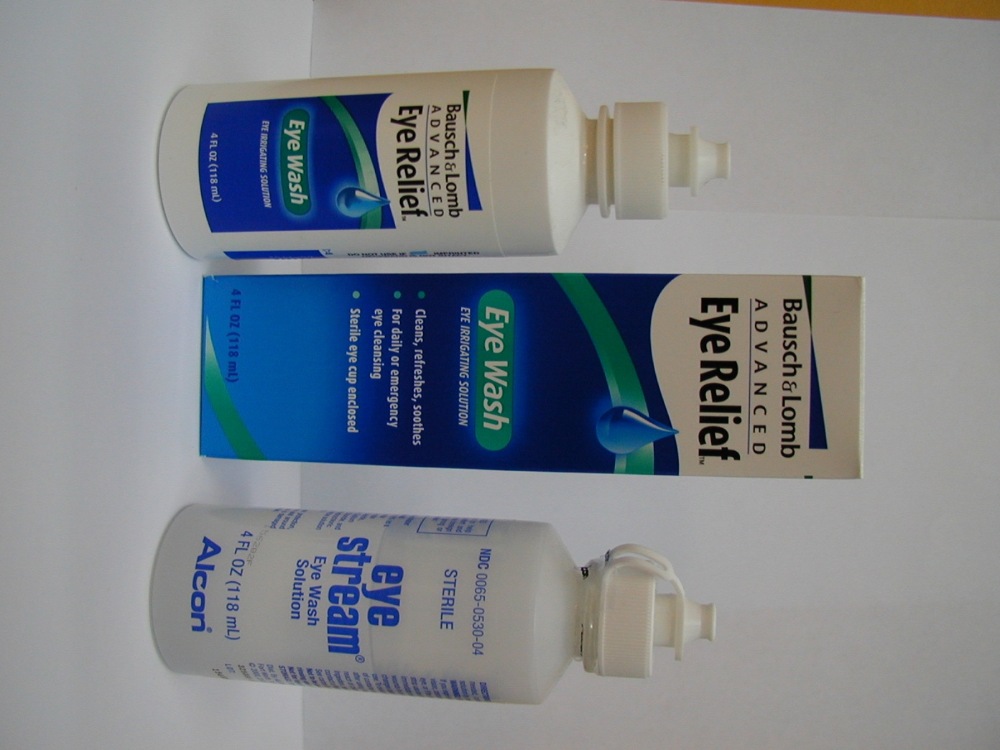 Bausch & Lomb
ADVANCED
Eye Relief™
Eye Wash
EYE IRRIGATING SOLUTION
4 FL OZ (118 mL)
DO NOT USE IF IMPRINTED
Bausch & Lomb
ADVANCED
Eye Relief™
Eye Wash
EYE IRRIGATING SOLUTION
• Cleans, refreshes, soothes
• For daily or emergency
eye cleansing
• Sterile eye cup enclosed
4 FL OZ (118 mL)
NDC 0065-0530-04
STERILE
eye
stream®
Eye Wash
Solution
4 FL OZ (118 mL)
Alcon®